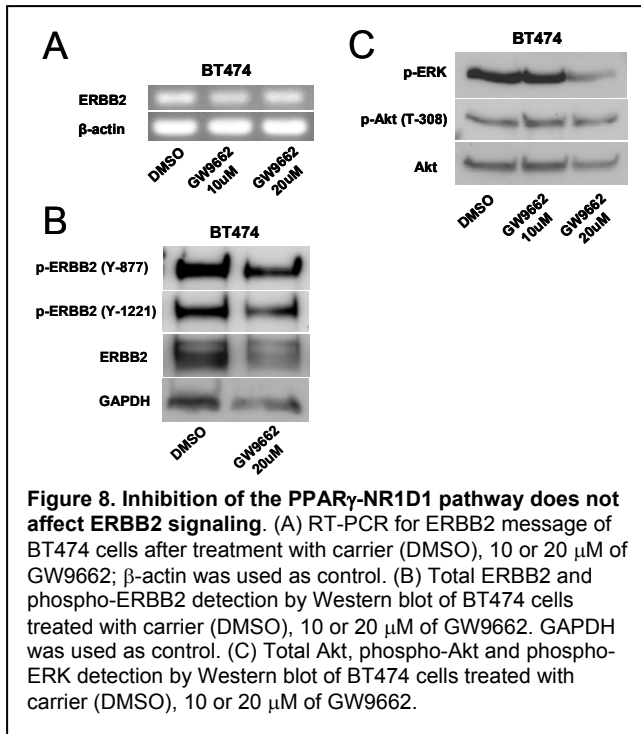 A
BT474
ERBB2
β-actin
DMSO
GW9662
10uM
GW9662
20uM
B
BT474
p-ERBB2 (Y-877)
p-ERBB2 (Y-1221)
ERBB2
GAPDH
DMSO
GW9662
20uM
C
BT474
p-ERK
p-Akt (T-308)
Akt
DMSO
GW9662
10uM
GW9662
20uM
Figure 8. Inhibition of the PPARγ-NR1D1 pathway does not
affect ERBB2 signaling. (A) RT-PCR for ERBB2 message of
BT474 cells after treatment with carrier (DMSO), 10 or 20 μM of
GW9662; β-actin was used as control. (B) Total ERBB2 and
phospho-ERBB2 detection by Western blot of BT474 cells
treated with carrier (DMSO), 10 or 20 μM of GW9662. GAPDH
was used as control. (C) Total Akt, phospho-Akt and phospho-
ERK detection by Western blot of BT474 cells treated with
carrier (DMSO), 10 or 20 μM of GW9662.